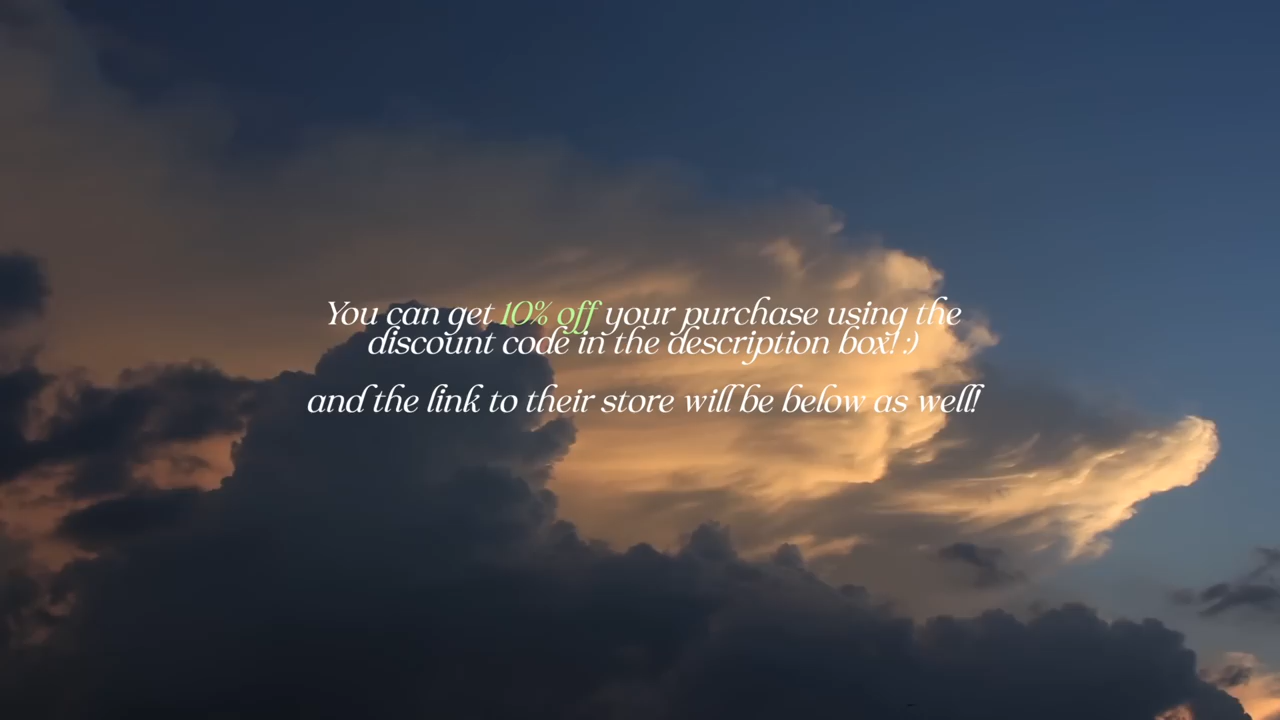 You can get 10% off your purchase using the
discount code in the description box! :)
and the link to their store will be below as well!